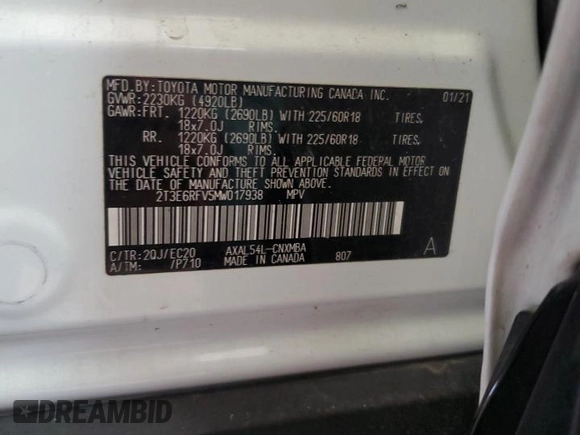 MFD.BY:TOYOTA MOTOR MANUFACTURING CANADA INC. 01/21
GVWR:2230KG (4920LB)
GAWR:FRT. 1220KG (2690LB) WITH 225/60R18 TIRES,
18x7.0J RIMS.
RR. 1220KG (2690LB) WITH 225/60R18 TIRES,
18x7.0J RIMS.
THIS VEHICLE CONFORMS TO ALL APPLICABLE FEDERAL MOTOR
VEHICLE SAFETY AND THEFT PREVENTION STANDARDS IN EFFECT
ON THE DATE OF MANUFACTURE SHOWN ABOVE.
2T3E6RFV5MW017938 MPV
C/TR:2QJ/EC20 AXAL54L-CNXMBA A
A/TM: /P710 MADE IN CANADA 807
DREAMBID